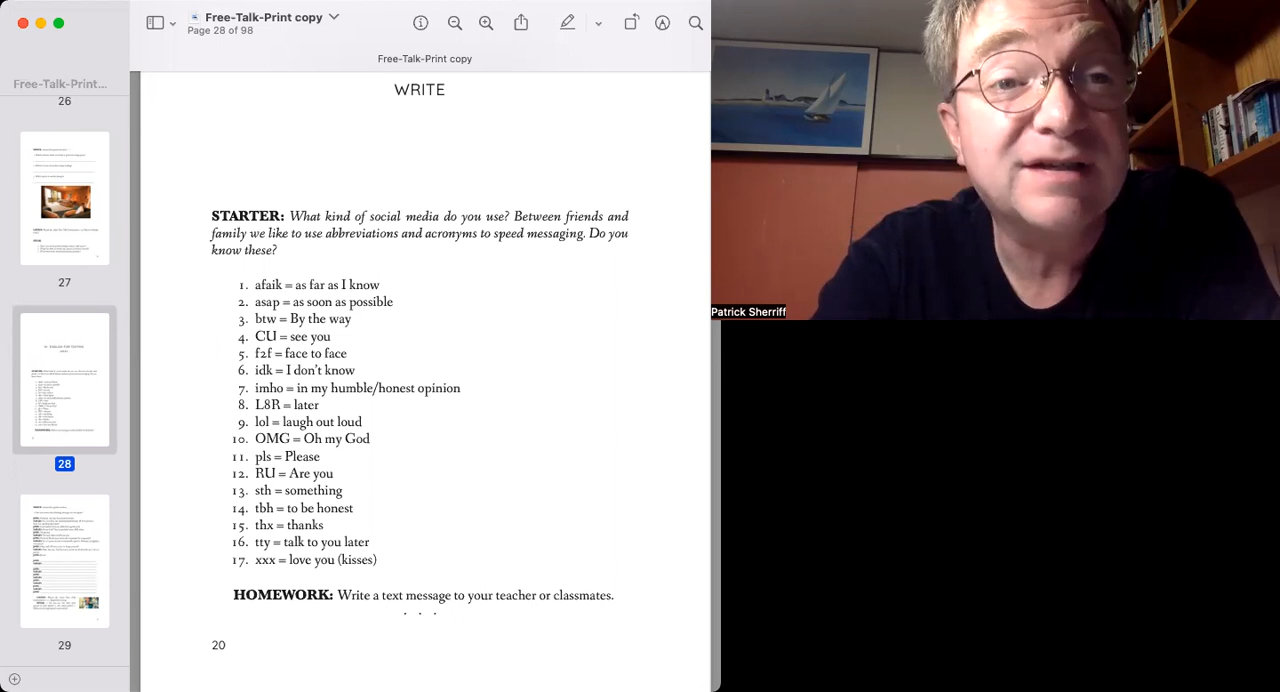 Free-Talk-Print...
26
27
28
29
Free-Talk-Print copy
Page 28 of 98
Free-Talk-Print copy
WRITE
STARTER: What kind of social media do you use? Between friends and
family we like to use abbreviations and acronyms to speed messaging. Do you
know these?
1. afaik = as far as I know
2. asap = as soon as possible
3. btw = By the way
4. CU = see you
5. f2f = face to face
6. idk = I don't know
7. imho = in my humble/honest opinion
8. L8R = later
9. lol = laugh out loud
10. OMG = Oh my God
11. pls = Please
12. RU = Are you
13. sth = something
14. tbh = to be honest
15. thx = thanks
16. tty = talk to you later
17. xxx = love you (kisses)
HOMEWORK: Write a text message to your teacher or classmates.
20
Patrick Sherriff